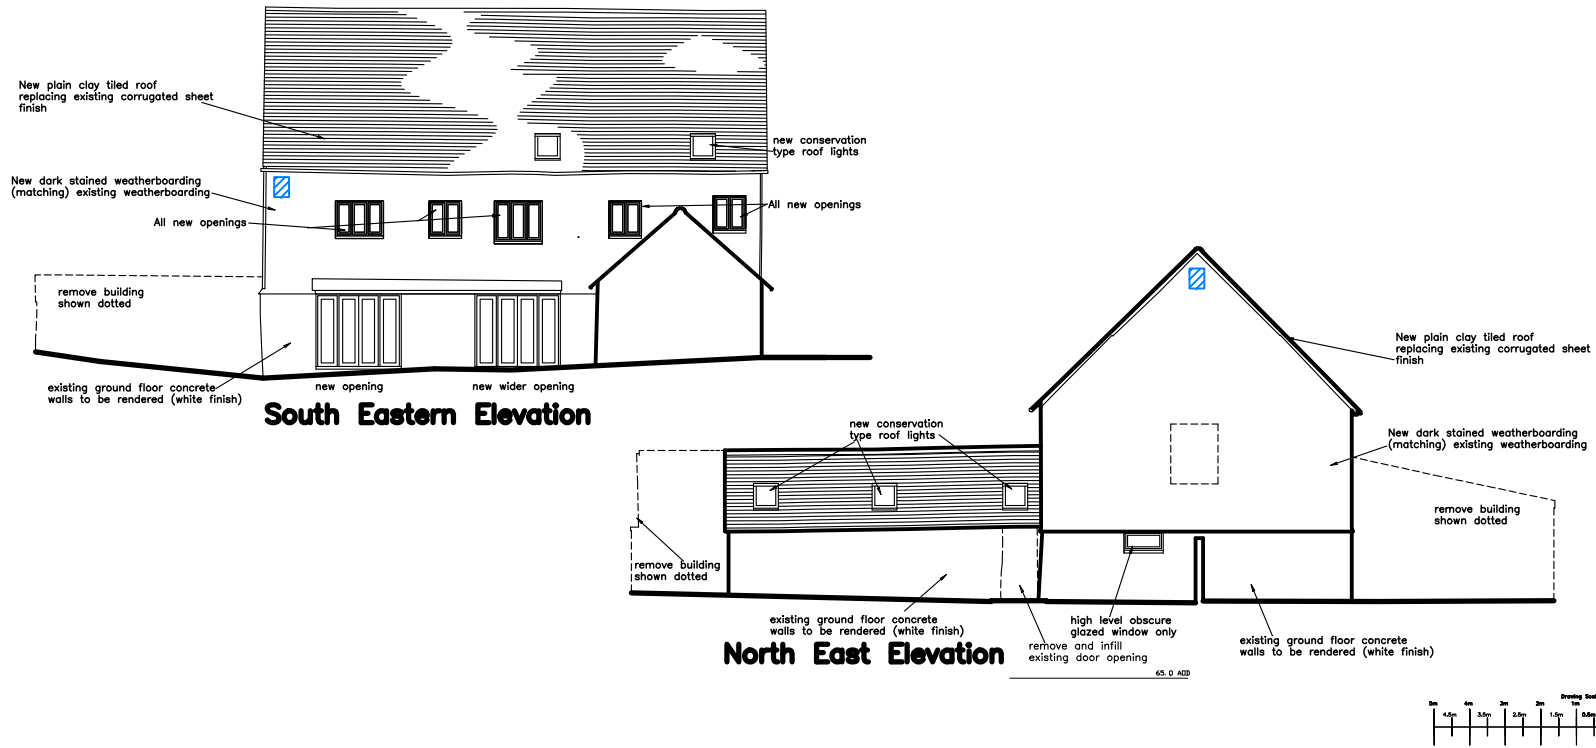 New plain clay tiled roof
replacing existing corrugated sheet
finish
new conservation
type roof lights
New dark stained weatherboarding
(matching) existing weatherboarding
All new openings
All new openings
remove building
shown dotted
existing ground floor concrete
walls to be rendered (white finish)
new opening
new wider opening
South Eastern Elevation
New plain clay tiled roof
replacing existing corrugated sheet
finish
new conservation
type roof lights
New dark stained weatherboarding
(matching) existing weatherboarding
remove building
shown dotted
remove building
shown dotted
existing ground floor concrete
walls to be rendered (white finish)
high level obscure
glazed window only
remove and infill
existing door opening
existing ground floor concrete
walls to be rendered (white finish)
North East Elevation
65.0 AOD
5m 4m 3m 2m 1m
4.5m 3.5m 2.5m 1.5m 0.5m